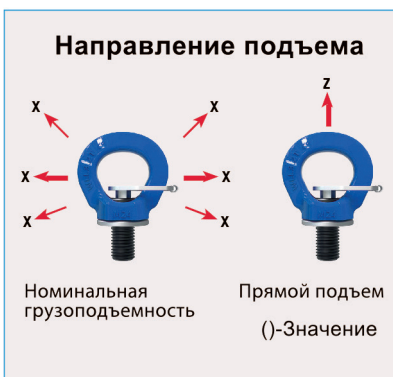 Направление подъема
X
X
Z
X
X
X
X
Номинальная
грузоподъемность
Прямой подъем
()-Значение